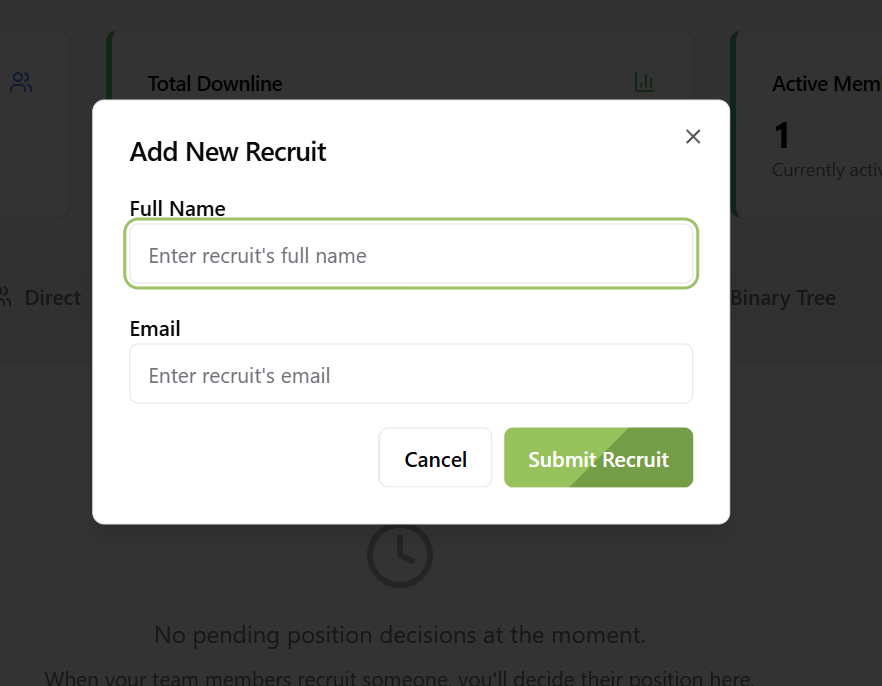 Total Downline
Active Mem
1
Currently activ
Add New Recruit
Full Name
Enter recruit's full name
Direct
Binary Tree
Email
Enter recruit's email
Cancel
Submit Recruit
No pending position decisions at the moment.
When your team members recruit someone, you'll decide their position here.